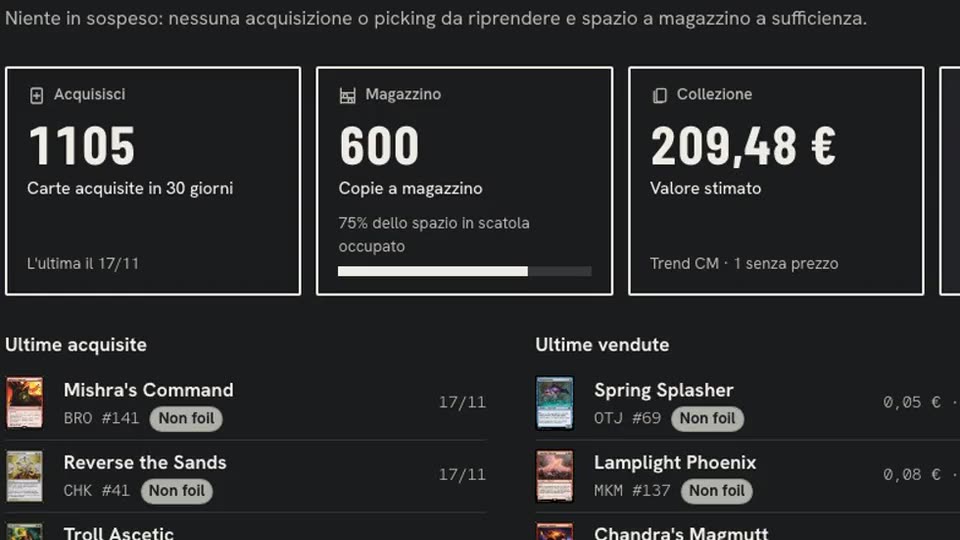 Niente in sospeso: nessuna acquisizione o picking da riprendere e spazio a magazzino a sufficienza.
Acquisisci
1105
Carte acquisite in 30 giorni
L'ultima il 17/11
Magazzino
600
Copie a magazzino
75% dello spazio in scatola
occupato
Collezione
209,48 €
Valore stimato
Trend CM · 1 senza prezzo
Ultime acquisite
Mishra's Command
BRO #141 Non foil
17/11
Reverse the Sands
CHK #41 Non foil
17/11
Troll Ascetic
Ultime vendute
Spring Splasher
OTJ #69 Non foil
0,05 € ·
Lamplight Phoenix
MKM #137 Non foil
0,08 € ·
Chandra's Magmutt